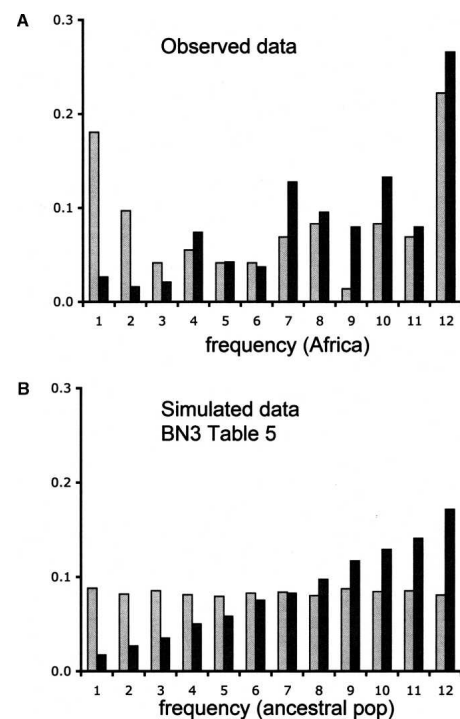 A
0.3
Observed data
0.2
0.1
0.0
1 2 3 4 5 6 7 8 9 10 11 12
frequency (Africa)
B
0.3
Simulated data
BN3 Table 5
0.2
0.1
0.0
1 2 3 4 5 6 7 8 9 10 11 12
frequency (ancestral pop)